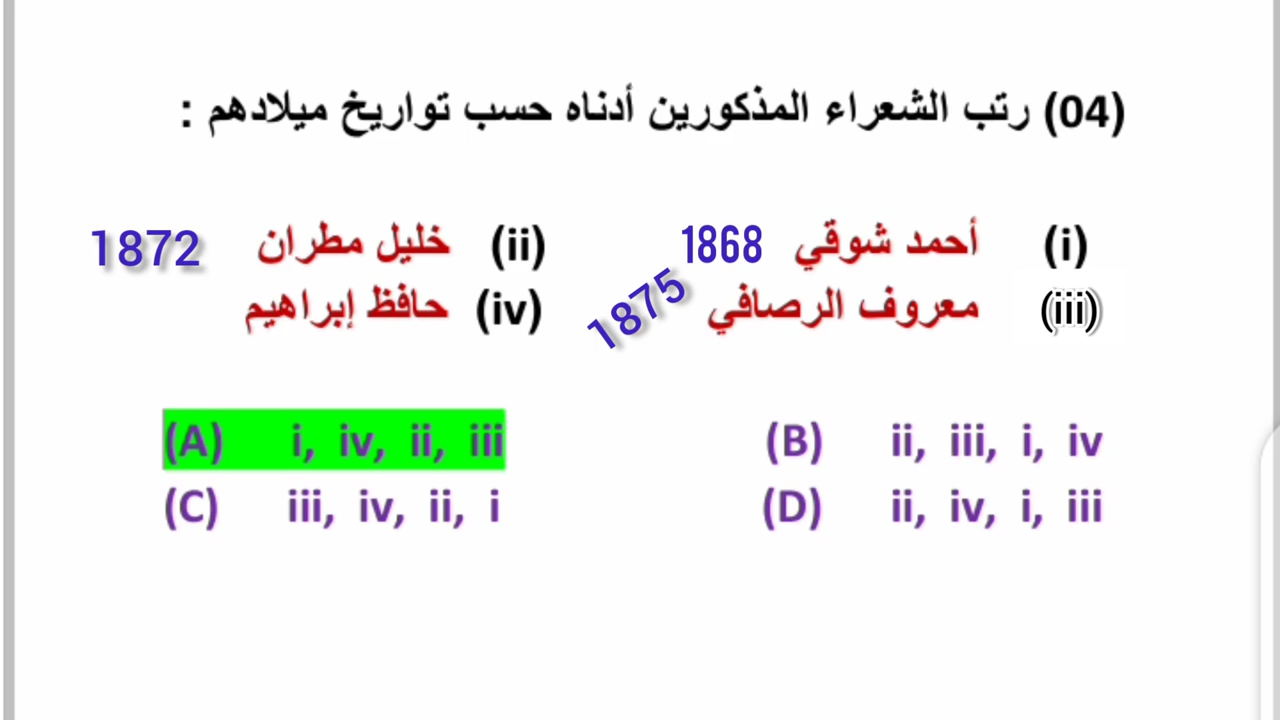 (04) رتب الشعراء المذكورين أدناه حسب تواريخ ميلادهم :
(i) أحمد شوقي 1868 (ii) خليل مطران 1872
(iii) معروف الرصافي 1875 (iv) حافظ إبراهيم
(A) i, iv, ii, iii (B) ii, iii, i, iv
(C) iii, iv, ii, i (D) ii, iv, i, iii